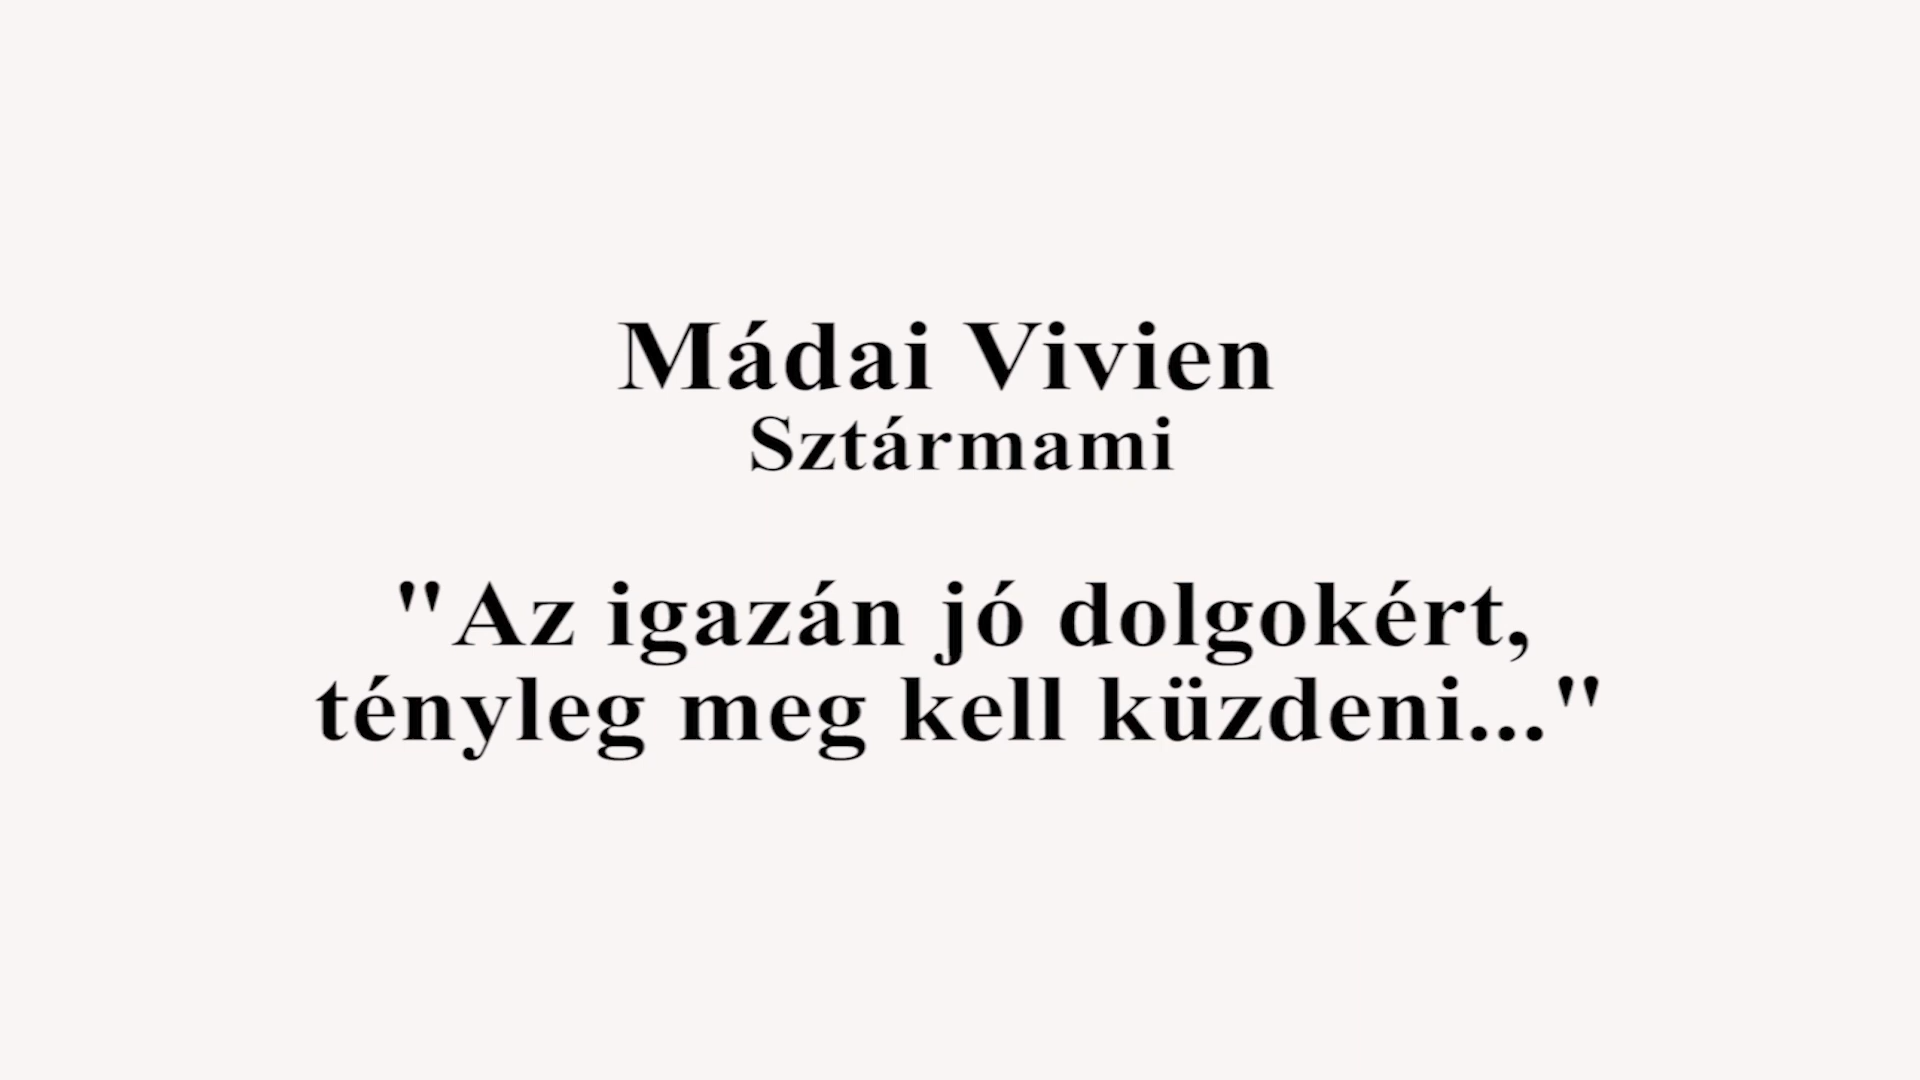 Mádai Vivien
Sztármami
"Az igazán jó dolgokért,
tényleg meg kell küzdeni..."